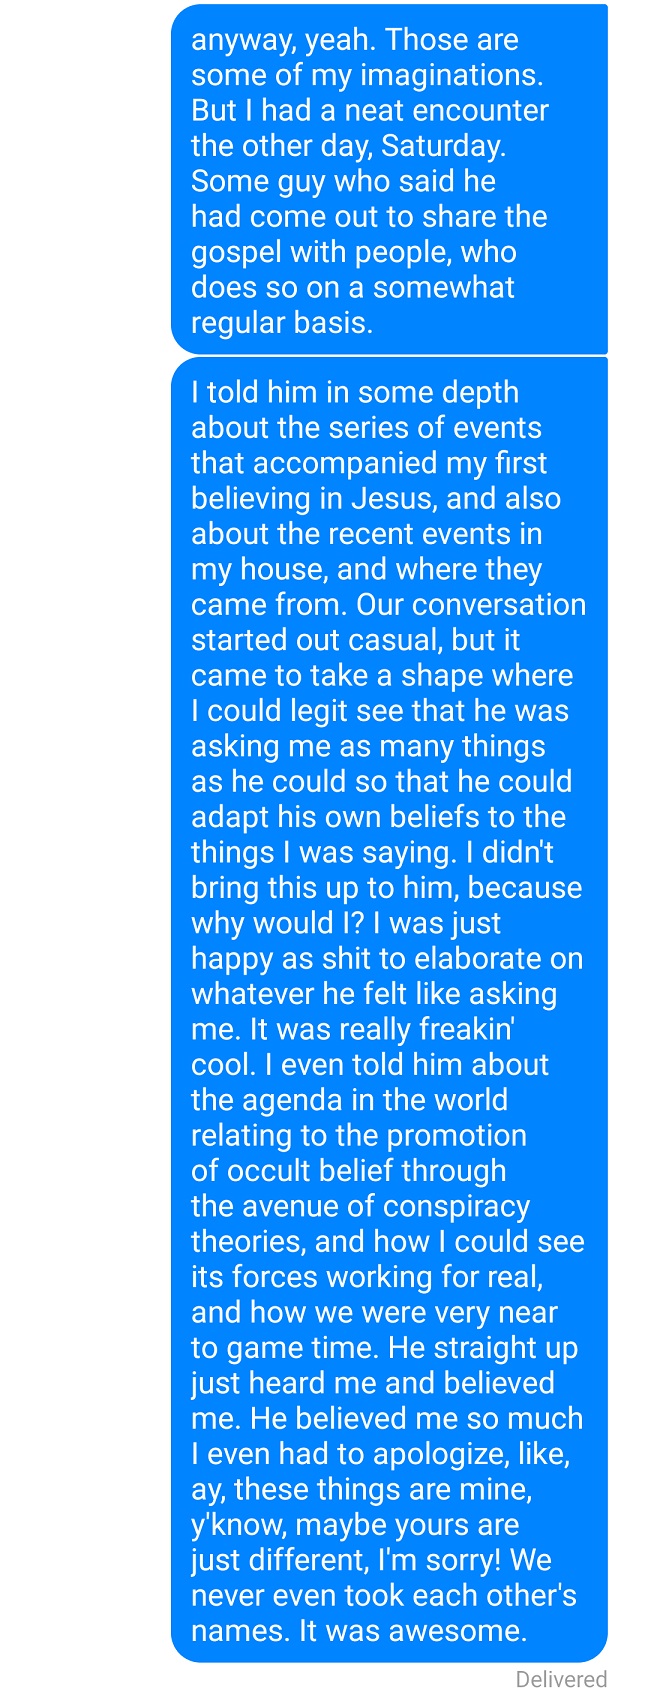 anyway, yeah. Those are
some of my imaginations.
But I had a neat encounter
the other day, Saturday.
Some guy who said he
had come out to share the
gospel with people, who
does so on a somewhat
regular basis.
I told him in some depth
about the series of events
that accompanied my first
believing in Jesus, and also
about the recent events in
my house, and where they
came from. Our conversation
started out casual, but it
came to take a shape where
I could legit see that he was
asking me as many things
as he could so that he could
adapt his own beliefs to the
things I was saying. I didn't
bring this up to him, because
why would I? I was just
happy as shit to elaborate on
whatever he felt like asking
me. It was really freakin'
cool. I even told him about
the agenda in the world
relating to the promotion
of occult belief through
the avenue of conspiracy
theories, and how I could see
its forces working for real,
and how we were very near
to game time. He straight up
just heard me and believed
me. He believed me so much
I even had to apologize, like,
ay, these things are mine,
y'know, maybe yours are
just different, I'm sorry! We
never even took each other's
names. It was awesome.
Delivered